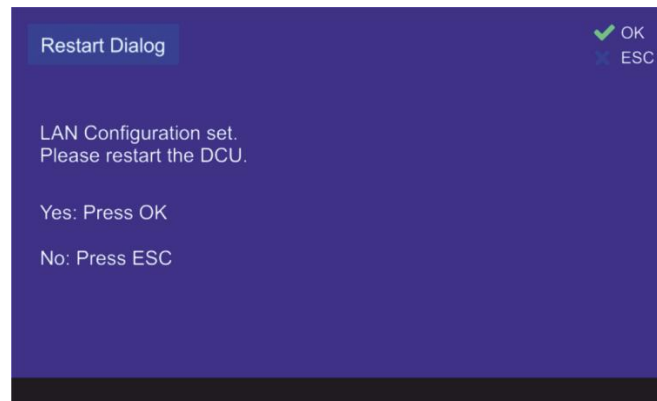 Restart Dialog
OK
ESC
LAN Configuration set.
Please restart the DCU.
Yes: Press OK
No: Press ESC